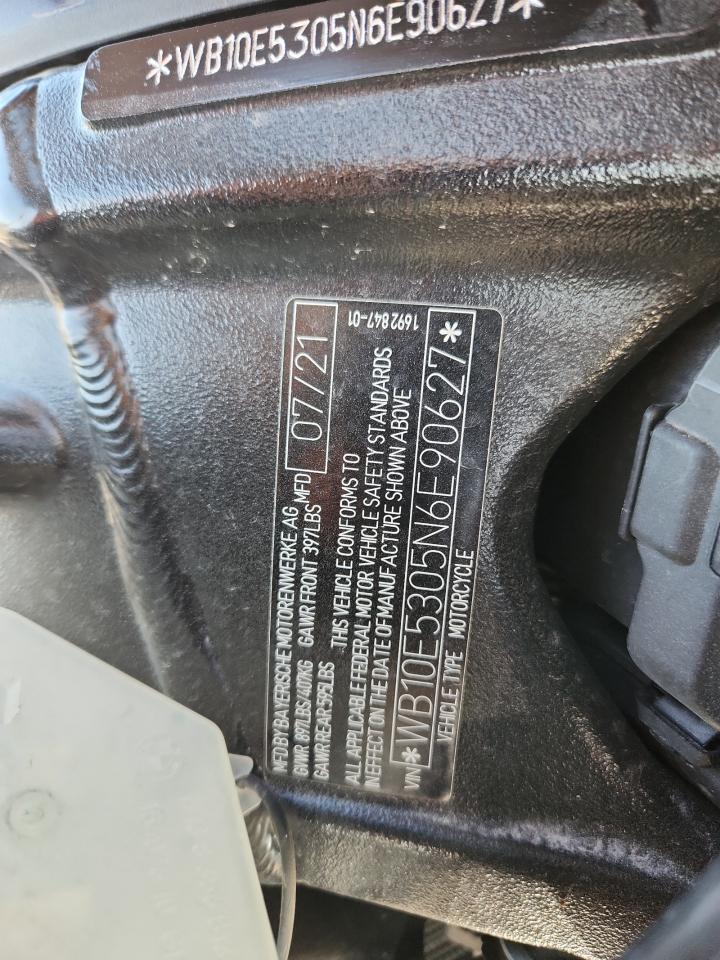 *WB10E5305N6E90627*
MFD BY BAYERISCHE MOTORENWERKE AG
GVWR 897LBS/407KG GAWR FRONT 397LBS MFD 07/21
GAWR REAR 595LBS
THIS VEHICLE CONFORMS TO 1692847-01
ALL APPLICABLE FEDERAL MOTOR VEHICLE SAFETY STANDARDS
IN EFFECT ON THE DATE OF MANUFACTURE SHOWN ABOVE
VIN *WB10E5305N6E90627*
VEHICLE TYPE MOTORCYCLE